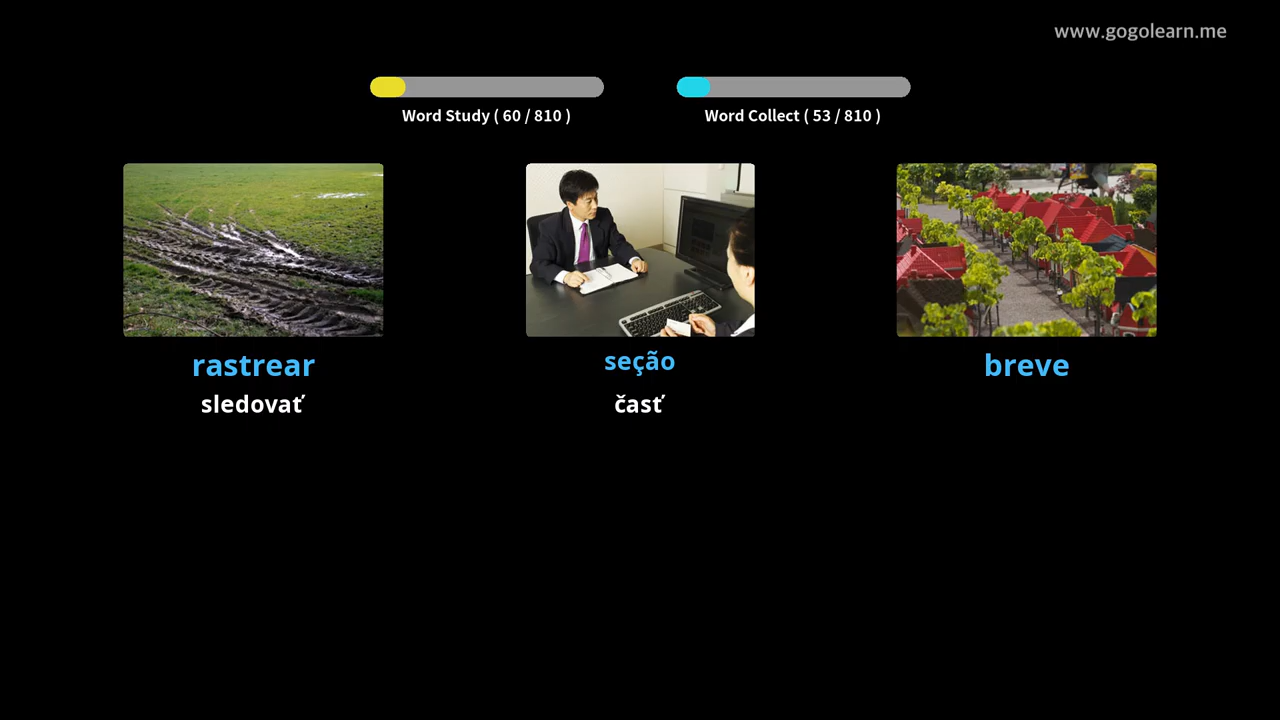 www.gogolearn.me
Word Study ( 60 / 810 )
Word Collect ( 53 / 810 )
rastrear
sledovať
seção
časť
breve